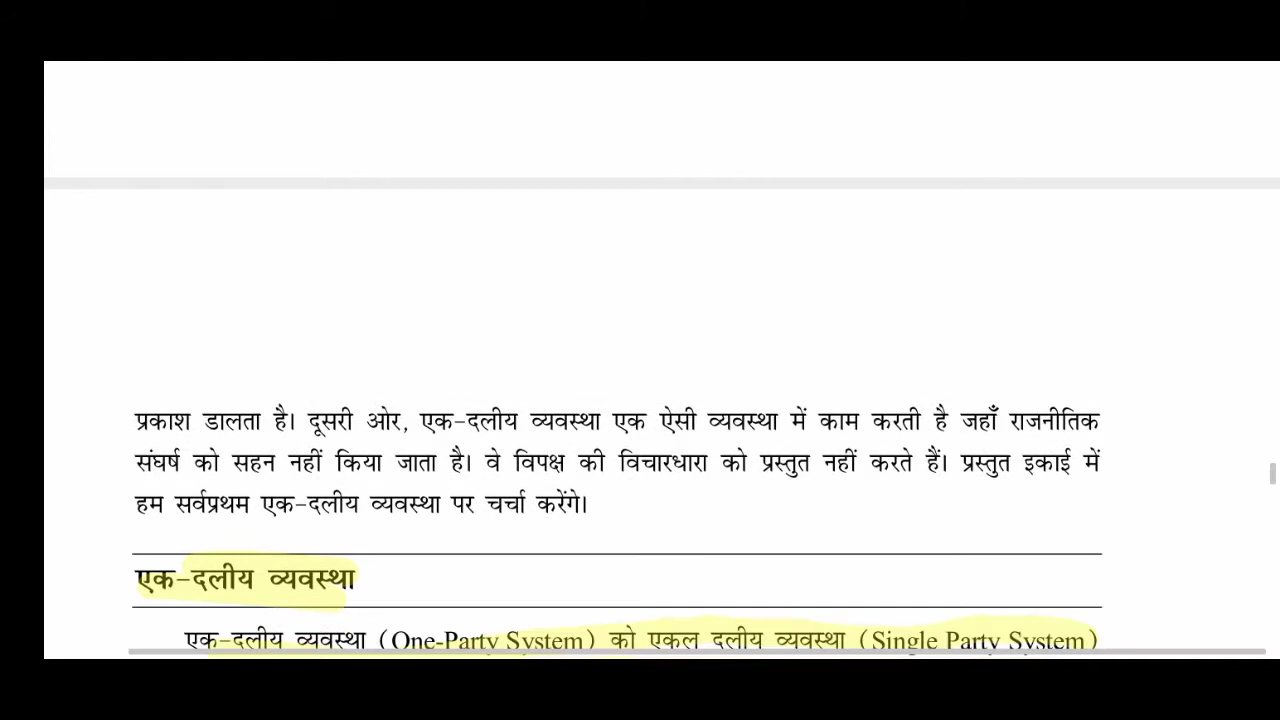 प्रकाश डालता है। दूसरी ओर, एक-दलीय व्यवस्था एक ऐसी व्यवस्था में काम करती है जहाँ राजनीतिक
संघर्ष को सहन नहीं किया जाता है। वे विपक्ष की विचारधारा को प्रस्तुत नहीं करते हैं। प्रस्तुत इकाई में
हम सर्वप्रथम एक-दलीय व्यवस्था पर चर्चा करेंगे।
एक-दलीय व्यवस्था
एक-दलीय व्यवस्था (One-Party System) को एकल दलीय व्यवस्था (Single Party System)